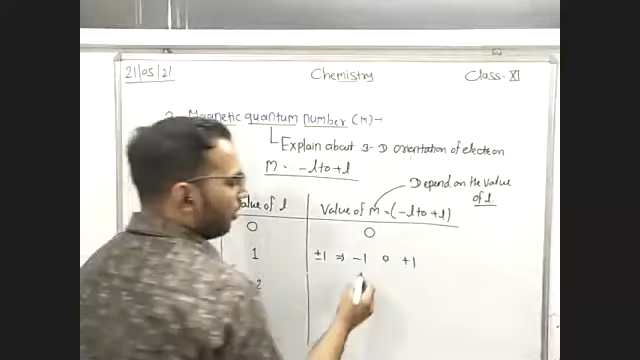 21/05/21 Chemistry Class-XI
Magnetic quantum number (M)-
Explain about 3-D orientation of electron
M = -l to +l
Depend on the value of l
Value of l Value of M = (-l to +l)
0 0
1 ±1 ⇒ -1 0 +1
2